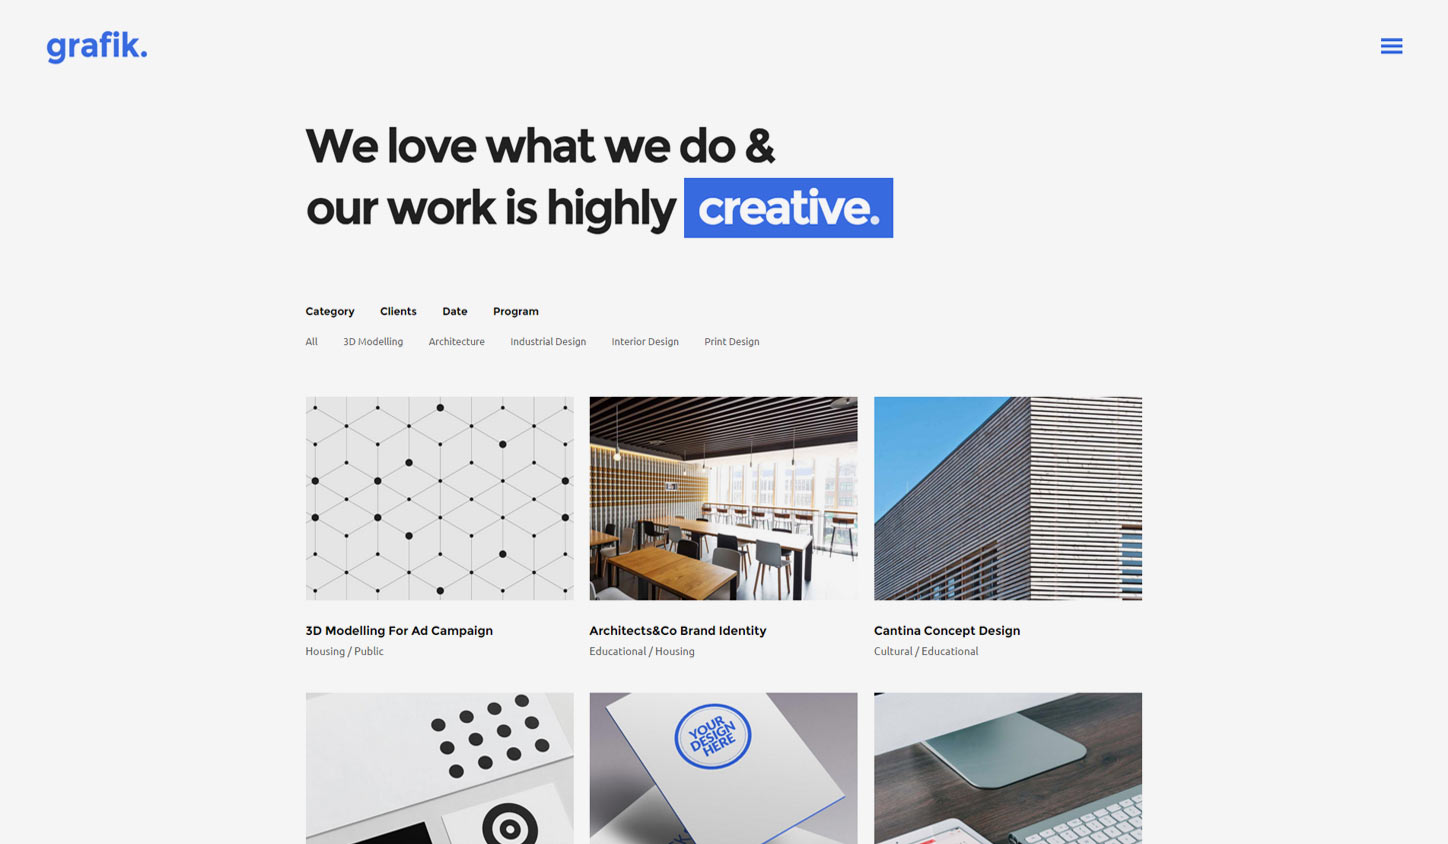 grafik.
We love what we do &
our work is highly creative.
Category Clients Date Program
All 3D Modelling Architecture Industrial Design Interior Design Print Design
3D Modelling For Ad Campaign
Housing / Public
Architects&Co Brand Identity
Educational / Housing
Cantina Concept Design
Cultural / Educational
YOUR
DESIGN
HERE